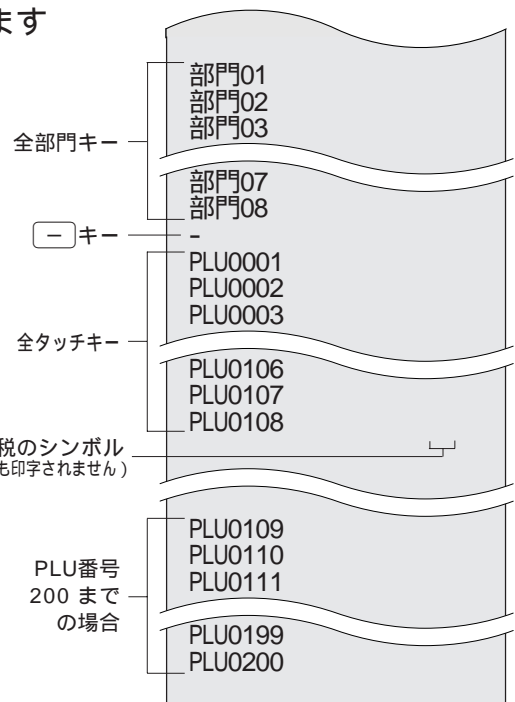 ます
部門01
部門02
部門03
全部門キー
部門07
部門08
－キー
-
PLU0001
PLU0002
PLU0003
全タッチキー
PLU0106
PLU0107
PLU0108
税のシンボル
も印字されません）
PLU0109
PLU0110
PLU0111
PLU番号
200 まで
の場合
PLU0199
PLU0200